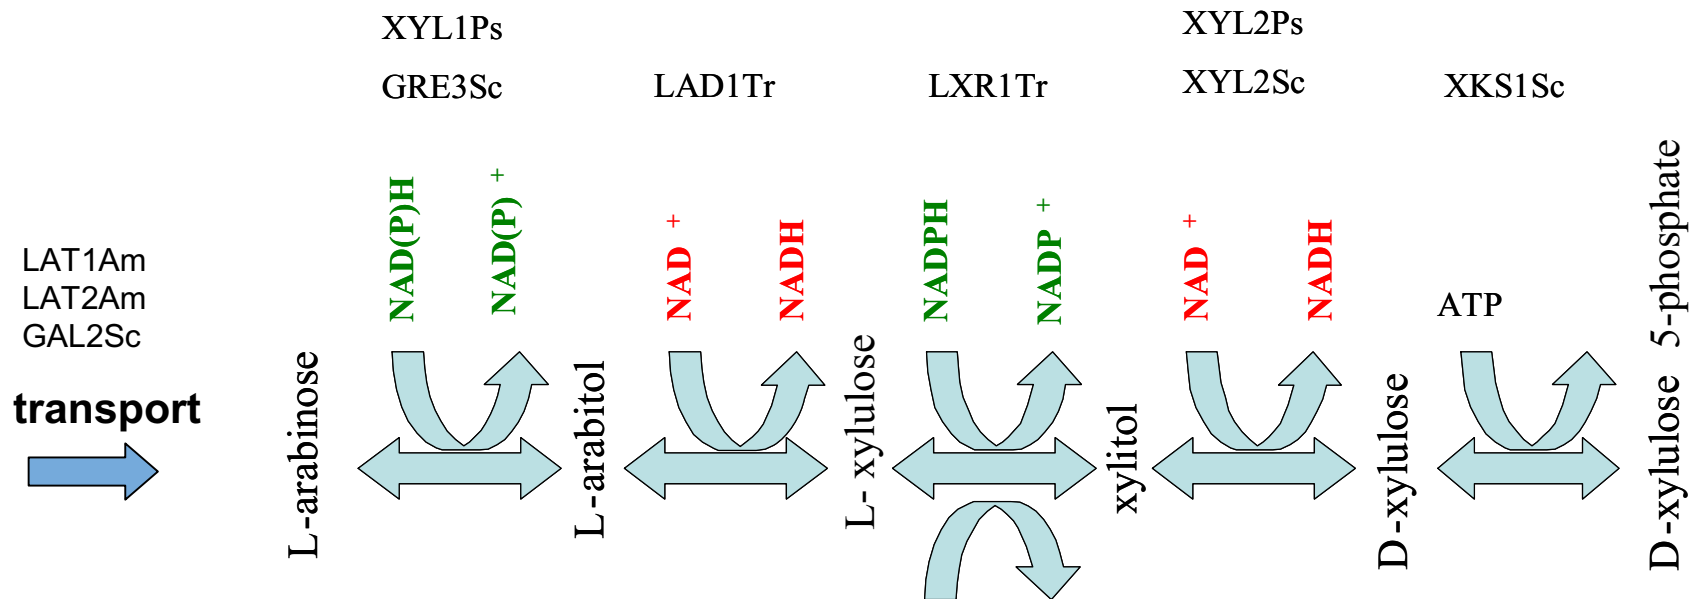 XYL1Ps
GRE3Sc
LAD1Tr
LXR1Tr
XYL2Ps
XYL2Sc
XKS1Sc
LAT1Am
LAT2Am
GAL2Sc
transport
NAD(P)H
NAD(P) +
NAD +
NADH
NADPH
NADP +
NAD +
NADH
ATP
L-arabinose
L-arabitol
L- xylulose
xylitol
D-xylulose
D-xylulose 5-phosphate